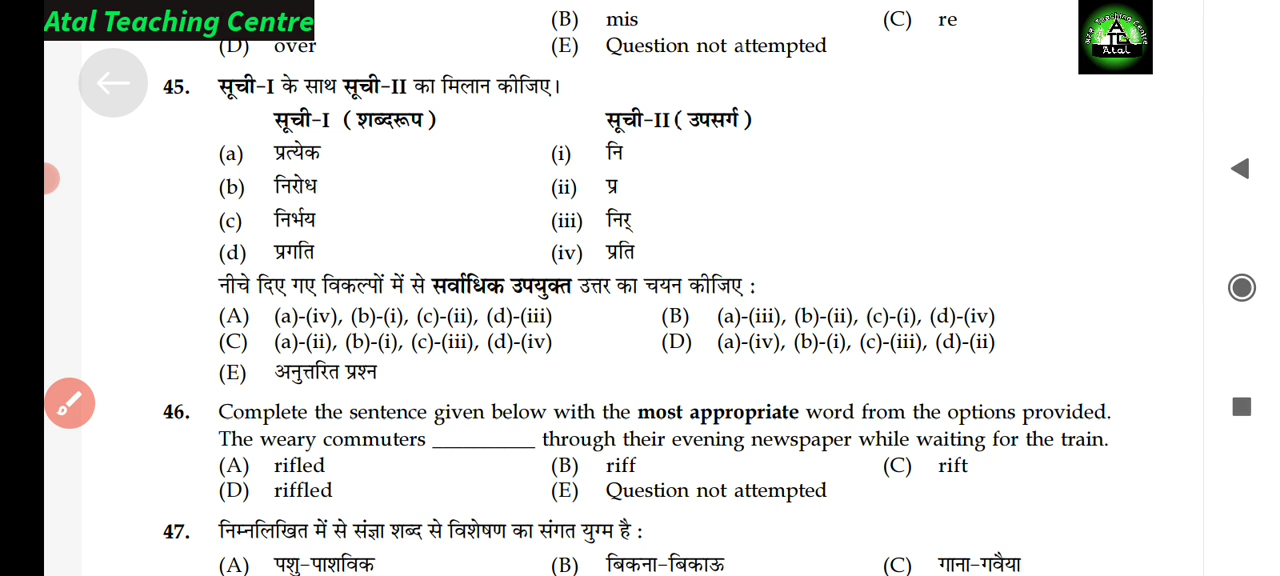 Atal Teaching Centre
(B) mis (C) re
(D) over (E) Question not attempted
45. सूची-I के साथ सूची-II का मिलान कीजिए।
सूची-I ( शब्दरूप ) सूची-II ( उपसर्ग )
(a) प्रत्येक (i) नि
(b) निरोध (ii) प्र
(c) निर्भय (iii) निर्
(d) प्रगति (iv) प्रति
नीचे दिए गए विकल्पों में से सर्वाधिक उपयुक्त उत्तर का चयन कीजिए :
(A) (a)-(iv), (b)-(i), (c)-(ii), (d)-(iii) (B) (a)-(iii), (b)-(ii), (c)-(i), (d)-(iv)
(C) (a)-(ii), (b)-(i), (c)-(iii), (d)-(iv) (D) (a)-(iv), (b)-(i), (c)-(iii), (d)-(ii)
(E) अनुत्तरित प्रश्न
46. Complete the sentence given below with the most appropriate word from the options provided.
The weary commuters __________ through their evening newspaper while waiting for the train.
(A) rifled (B) riff (C) rift
(D) riffled (E) Question not attempted
47. निम्नलिखित में से संज्ञा शब्द से विशेषण का संगत युग्म है :
(A) पशु-पाशविक (B) बिकना-बिकाऊ (C) गाना-गवैया